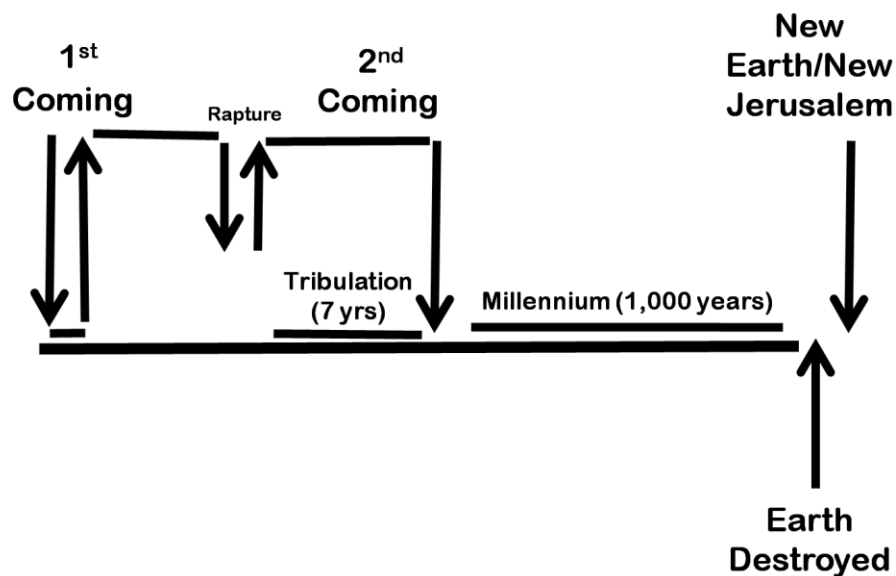 1st
Coming
Rapture
2nd
Coming
New
Earth/New
Jerusalem
Tribulation
(7 yrs)
Millennium (1,000 years)
Earth
Destroyed